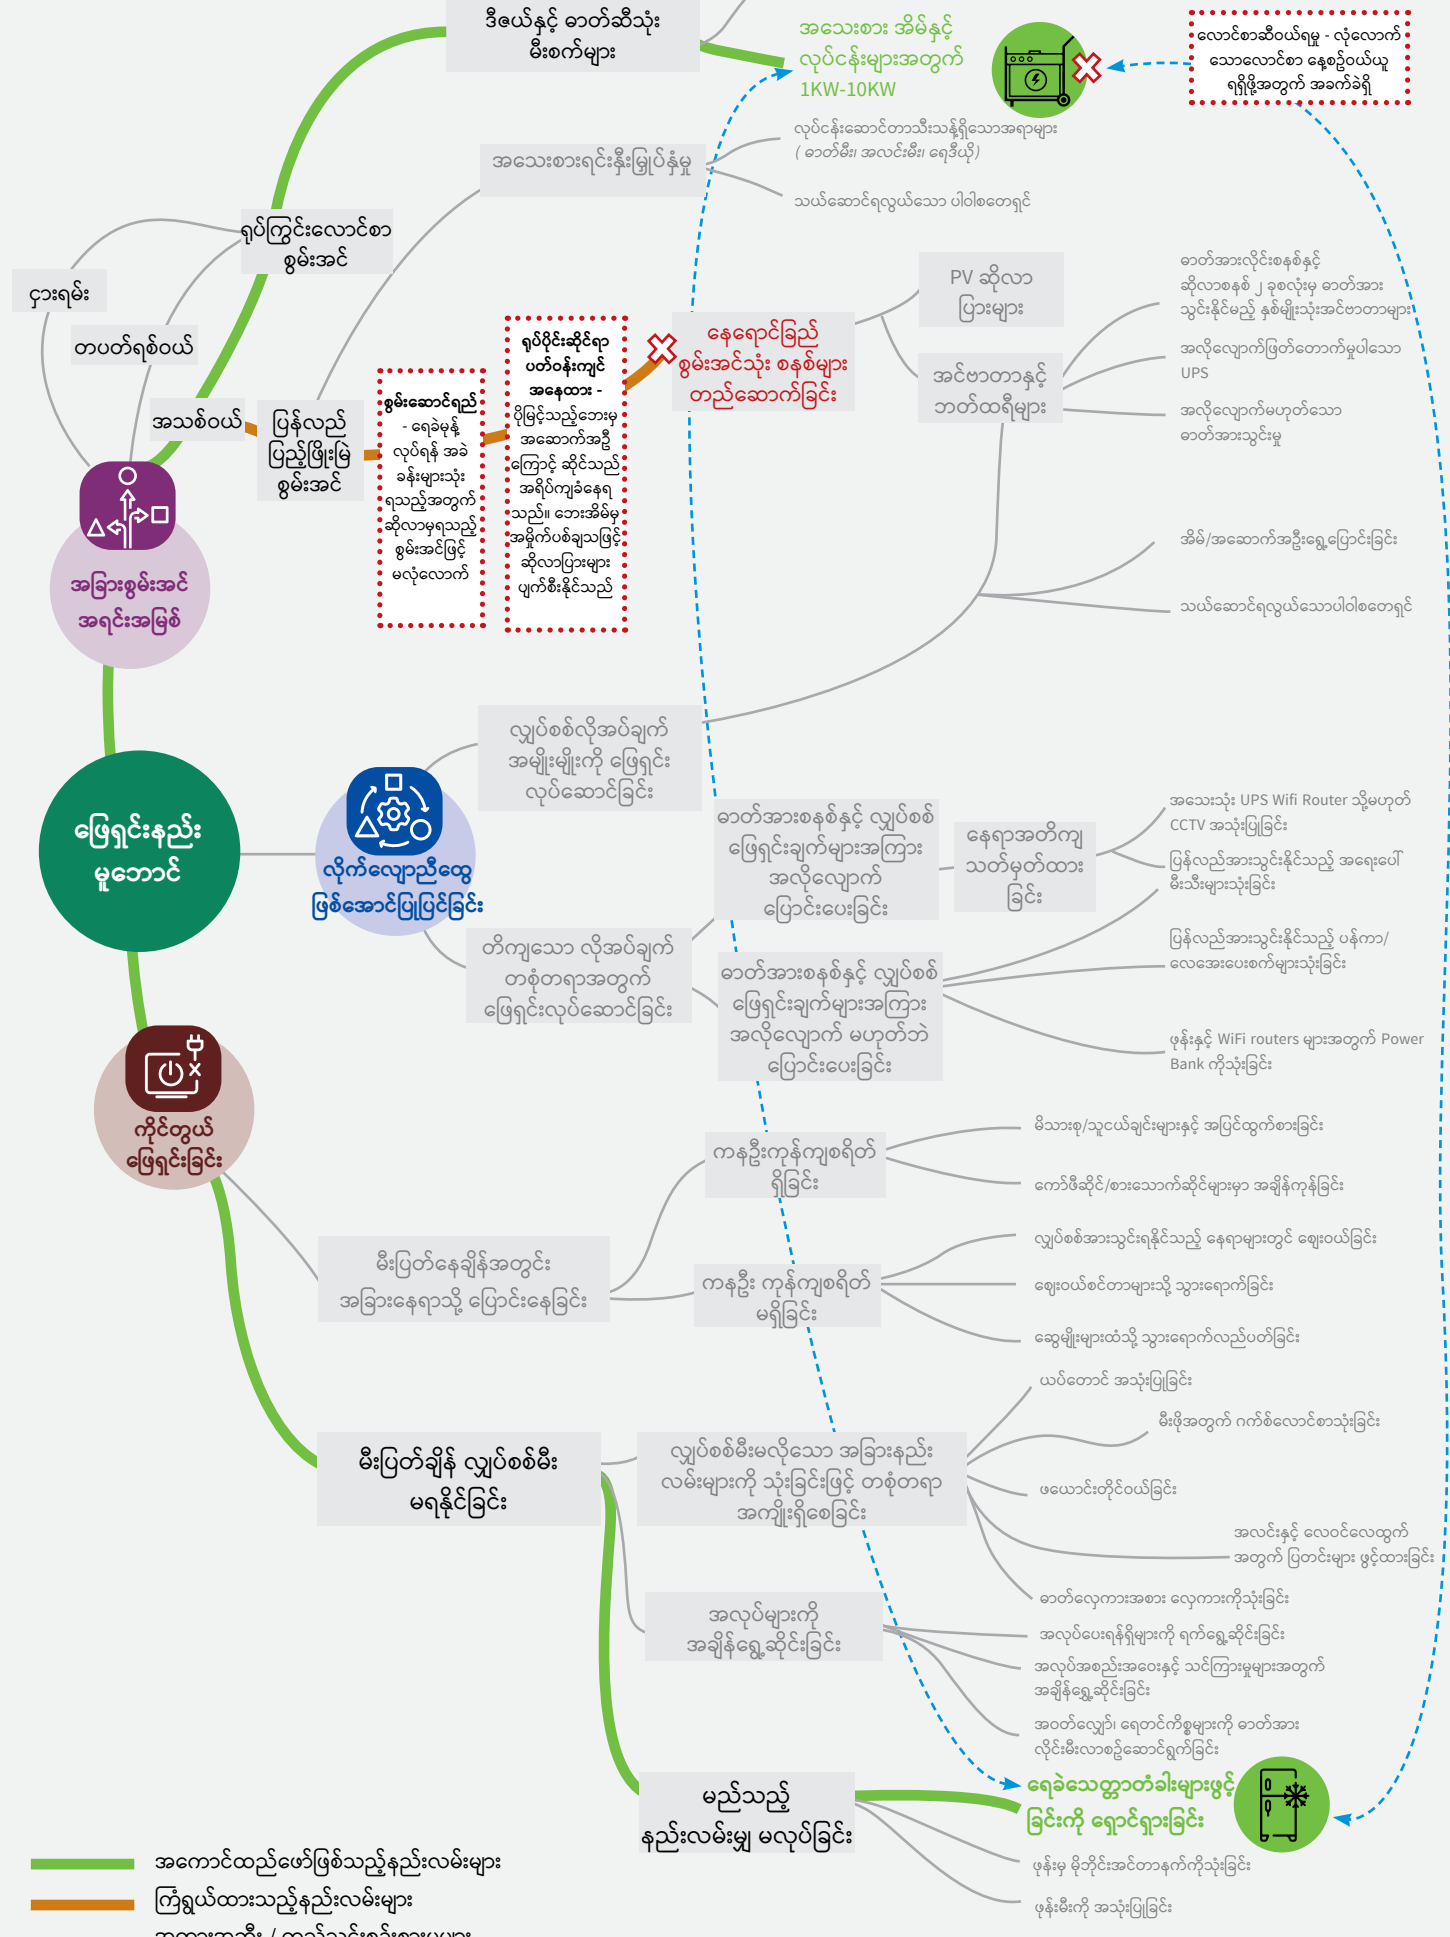 ဒီဇယ်နှင့် ဓာတ်ဆီသုံး
မီးစက်များ
အသေးစား အိမ်နှင့်
လုပ်ငန်းများအတွက်
1KW-10KW
လောင်စာဆီဝယ်ရမှု - လုံလောက်
သောလောင်စာ နေ့စဥ်ဝယ်ယူ
ရရှိဖို့အတွက် အခက်ခဲရှိ
အသေးစားရင်းနှီးမြှုပ်နှံမှု
လုပ်ငန်းဆောင်တာသီးသန့်ရှိသောအရာများ
( ဓာတ်မီး၊ အလင်းမီး၊ ရေဒီယို)
သယ်ဆောင်ရလွယ်သော ပါဝါစတေရှင်
ရုပ်ကြွင်းလောင်စာ
စွမ်းအင်
ငှားရမ်း
တပတ်ရစ်ဝယ်
အသစ်ဝယ်
ပြန်လည်
ပြည့်ဖြိုးမြဲ
စွမ်းအင်
စွမ်းဆောင်ရည်
- ရေခဲမုန့်
လုပ်ရန် အခဲ
ခန်းများသုံး
ရသည့်အတွက်
ဆိုလာမှရသည့်
စွမ်းအင်ဖြင့်
မလုံလောက်
ရုပ်ပိုင်းဆိုင်ရာ
ပတ်ဝန်းကျင်
အနေထား -
ပိုမြင့်သည့်ဘေးမှ
အဆောက်အဦ
ကြောင့် ဆိုင်သည်
အရိပ်ကျခံနေရ
သည်။ ဘေးအိမ်မှ
အမှိုက်ပစ်ချသဖြင့်
ဆိုလာပြားများ
ပျက်စီးနိုင်သည်
နေရောင်ခြည်
စွမ်းအင်သုံး စနစ်များ
တည်ဆောက်ခြင်း
PV ဆိုလာ
ပြားများ
အင်ဗာတာနှင့်
ဘတ်ထရီများ
ဓာတ်အားလိုင်းစနစ်နှင့်
ဆိုလာစနစ် ၂ ခုစလုံးမှ ဓာတ်အား
သွင်းနိုင်မည့် နှစ်မျိုးသုံးအင်ဗာတာများ
အလိုလျောက်ဖြတ်တောက်မှုပါသော
UPS
အလိုလျောက်မဟုတ်သော
ဓာတ်အားသွင်းမှု
အိမ်/အဆောက်အဦးရွှေ့ပြောင်းခြင်း
သယ်ဆောင်ရလွယ်သောပါဝါစတေရှင်
အခြားစွမ်းအင်
အရင်းအမြစ်
ဖြေရှင်းနည်း
မူဘောင်
လိုက်လျောညီထွေ
ဖြစ်အောင်ပြုပြင်ခြင်း
လျှပ်စစ်လိုအပ်ချက်
အမျိုးမျိုးကို ဖြေရှင်း
လုပ်ဆောင်ခြင်း
တိကျသော လိုအပ်ချက်
တစုံတရာအတွက်
ဖြေရှင်းလုပ်ဆောင်ခြင်း
ဓာတ်အားစနစ်နှင့် လျှပ်စစ်
ဖြေရှင်းချက်များအကြား
အလိုလျောက်
ပြောင်းပေးခြင်း
နေရာအတိကျ
သတ်မှတ်ထား
ခြင်း
ဓာတ်အားစနစ်နှင့် လျှပ်စစ်
ဖြေရှင်းချက်များအကြား
အလိုလျောက် မဟုတ်ဘဲ
ပြောင်းပေးခြင်း
အသေးသုံး UPS Wifi Router သို့မဟုတ်
CCTV အသုံးပြုခြင်း
ပြန်လည်အားသွင်းနိုင်သည့် အရေးပေါ်
မီးသီးများသုံးခြင်း
ပြန်လည်အားသွင်းနိုင်သည့် ပန်ကာ/
လေအေးပေးစက်များသုံးခြင်း
ဖုန်းနှင့် WiFi routers များအတွက် Power
Bank ကိုသုံးခြင်း
ကိုင်တွယ်
ဖြေရှင်းခြင်း
မီးပြတ်နေချိန်အတွင်း
အခြားနေရာသို့ ပြောင်းနေခြင်း
ကနဦးကုန်ကျစရိတ်
ရှိခြင်း
ကနဦး ကုန်ကျစရိတ်
မရှိခြင်း
မိသားစု/သူငယ်ချင်းများနှင့် အပြင်ထွက်စားခြင်း
ကော်ဖီဆိုင်/စားသောက်ဆိုင်များမှာ အချိန်ကုန်ခြင်း
လျှပ်စစ်အားသွင်းရနိုင်သည့် နေရာများတွင် ဈေးဝယ်ခြင်း
ဈေးဝယ်စင်တာများသို့ သွားရောက်ခြင်း
ဆွေမျိုးများထံသို့ သွားရောက်လည်ပတ်ခြင်း
မီးပြတ်ချိန် လျှပ်စစ်မီး
မရနိုင်ခြင်း
လျှပ်စစ်မီးမလိုသော အခြားနည်း
လမ်းများကို သုံးခြင်းဖြင့် တစုံတရာ
အကျိုးရှိစေခြင်း
ယပ်တောင် အသုံးပြုခြင်း
မီးဖိုအတွက် ဂက်စ်လောင်စာသုံးခြင်း
ဖယောင်းတိုင်ဝယ်ခြင်း
အလင်းနှင့် လေဝင်လေထွက်
အတွက် ပြတင်းများ ဖွင့်ထားခြင်း
ဓာတ်လှေကားအစား လှေကားကိုသုံးခြင်း
အလုပ်များကို
အချိန်ရွှေ့ဆိုင်းခြင်း
အလုပ်ပေးရန်ရှိများကို ရက်ရွှေ့ဆိုင်းခြင်း
အလုပ်အစည်းအဝေးနှင့် သင်ကြားမှုများအတွက်
အချိန်ရွှေ့ဆိုင်းခြင်း
အဝတ်လျှော်၊ ရေတင်ကိစ္စများကို ဓာတ်အား
လိုင်းမီးလာစဥ်ဆောင်ရွက်ခြင်း
မည်သည့်
နည်းလမ်းမျှ မလုပ်ခြင်း
ရေခဲသေတ္တာတံခါးများဖွင့်
ခြင်းကို ရှောင်ရှားခြင်း
ဖုန်းမှ မိုဘိုင်းအင်တာနက်ကိုသုံးခြင်း
ဖုန်းမီးကို အသုံးပြုခြင်း
အကောင်ထည်ဖော်ဖြစ်သည့်နည်းလမ်းများ
ကြံရွယ်ထားသည့်နည်းလမ်းများ